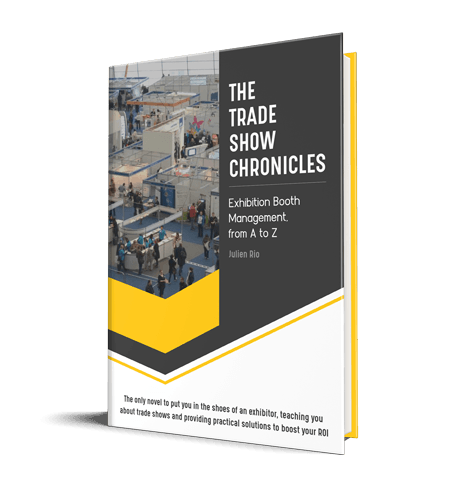 THE
TRADE
SHOW
CHRONICLES
Exhibition Booth
Management,
from A to Z
Julien Rio
The only novel to put you in the shoes of an exhibitor, teaching you
about trade shows and providing practical solutions to boost your ROI